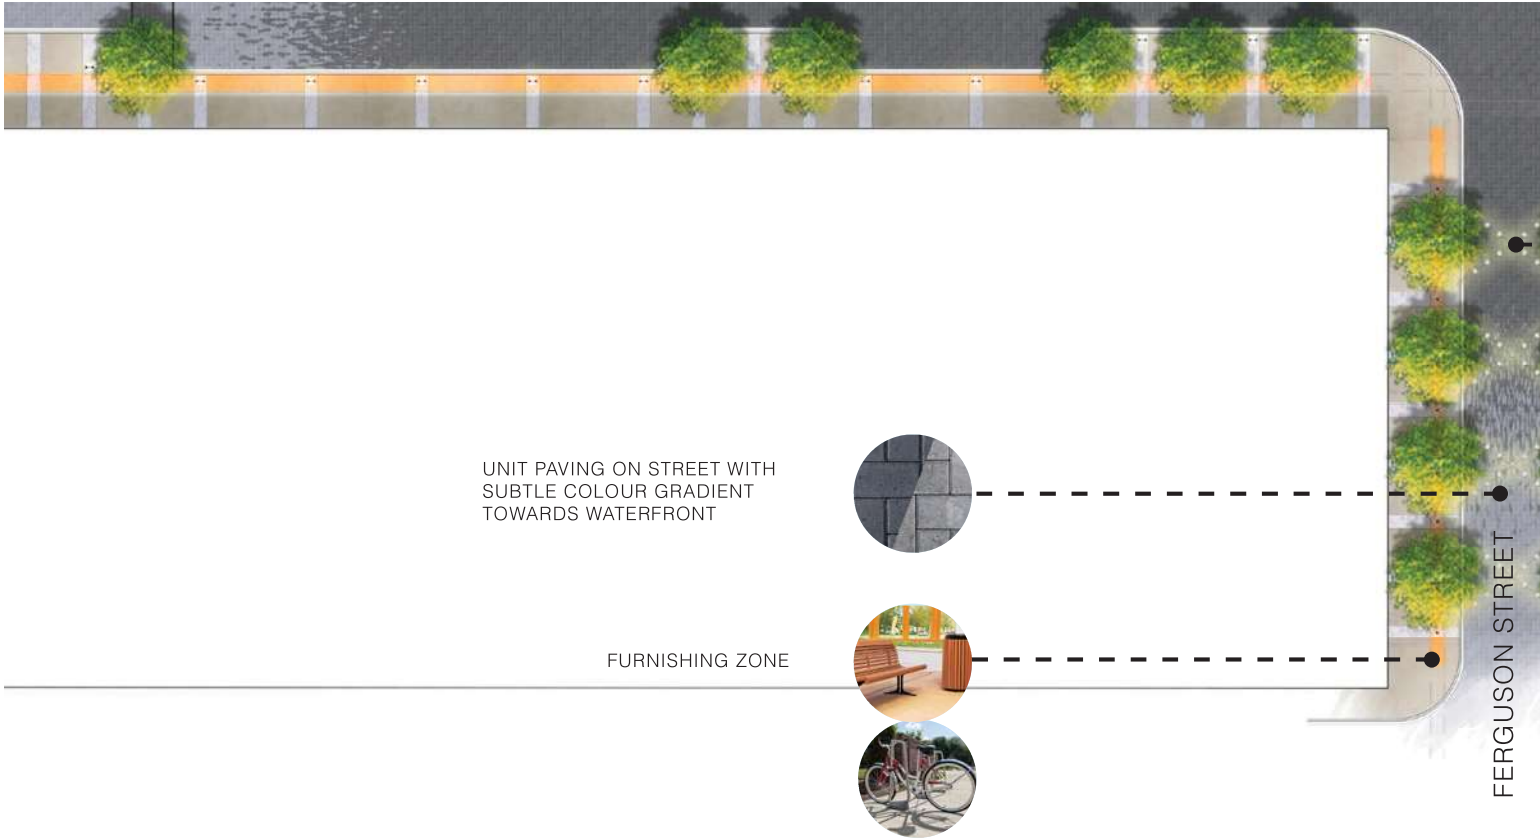 UNIT PAVING ON STREET WITH
SUBTLE COLOUR GRADIENT
TOWARDS WATERFRONT
FURNISHING ZONE
FERGUSON STREET